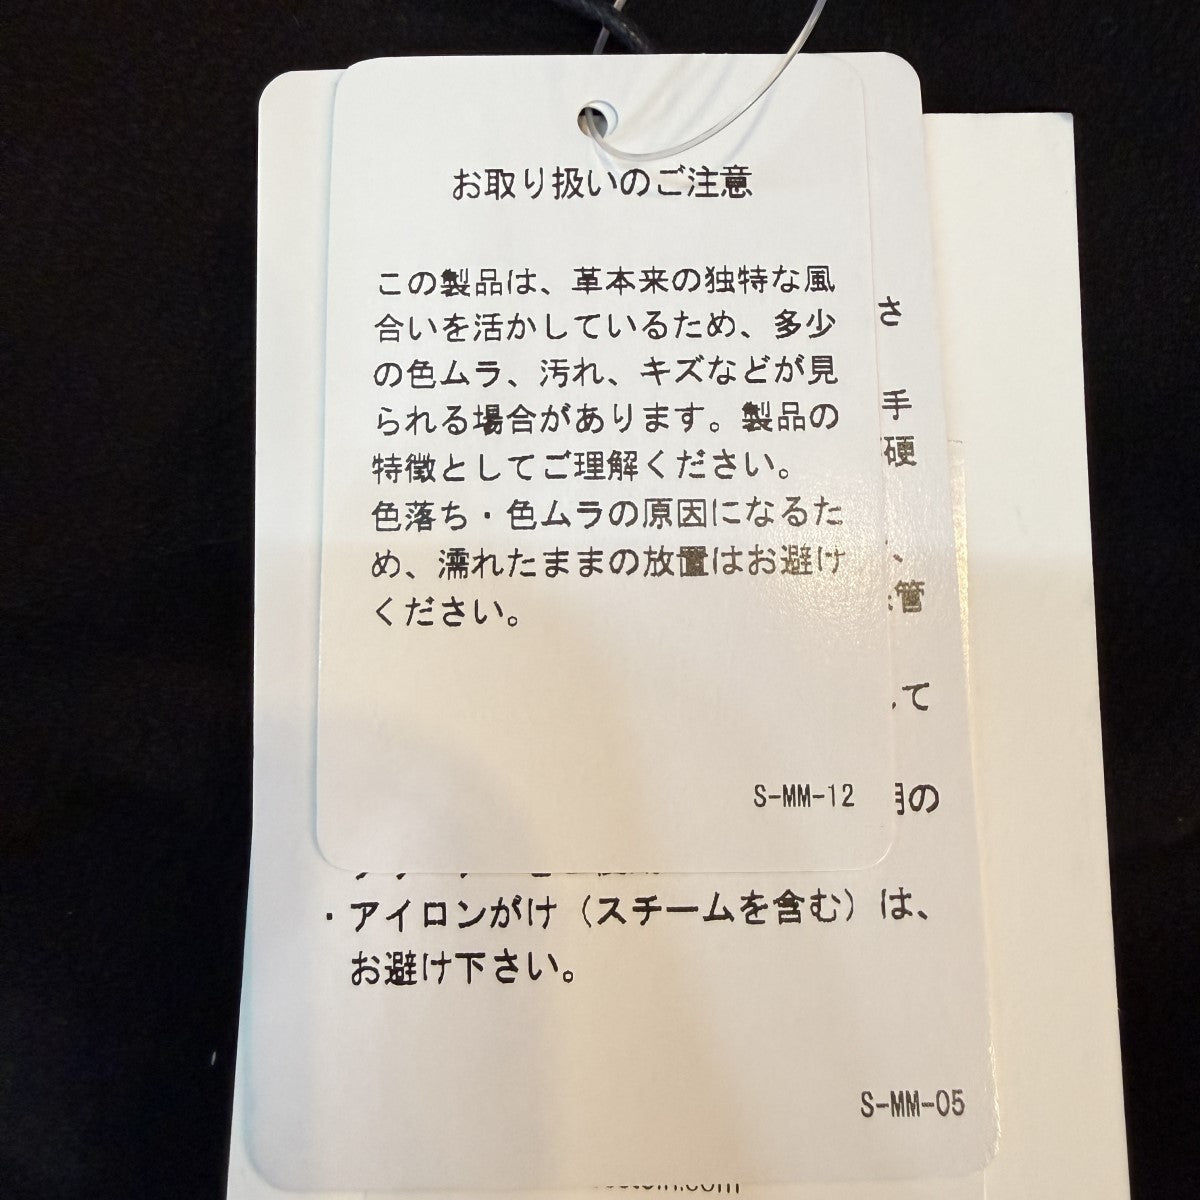 お取り扱いのご注意
この製品は、革本来の独特な風
合いを活かしているため、多少
の色ムラ、汚れ、キズなどが見
られる場合があります。製品の
特徴としてご理解ください。
色落ち・色ムラの原因になるた
め、濡れたままの放置はお避け
ください。
S-MM-12
さ
手
硬
、
管
て
の
・アイロンがけ（スチームを含む）は、
お避け下さい。
S-MM-05